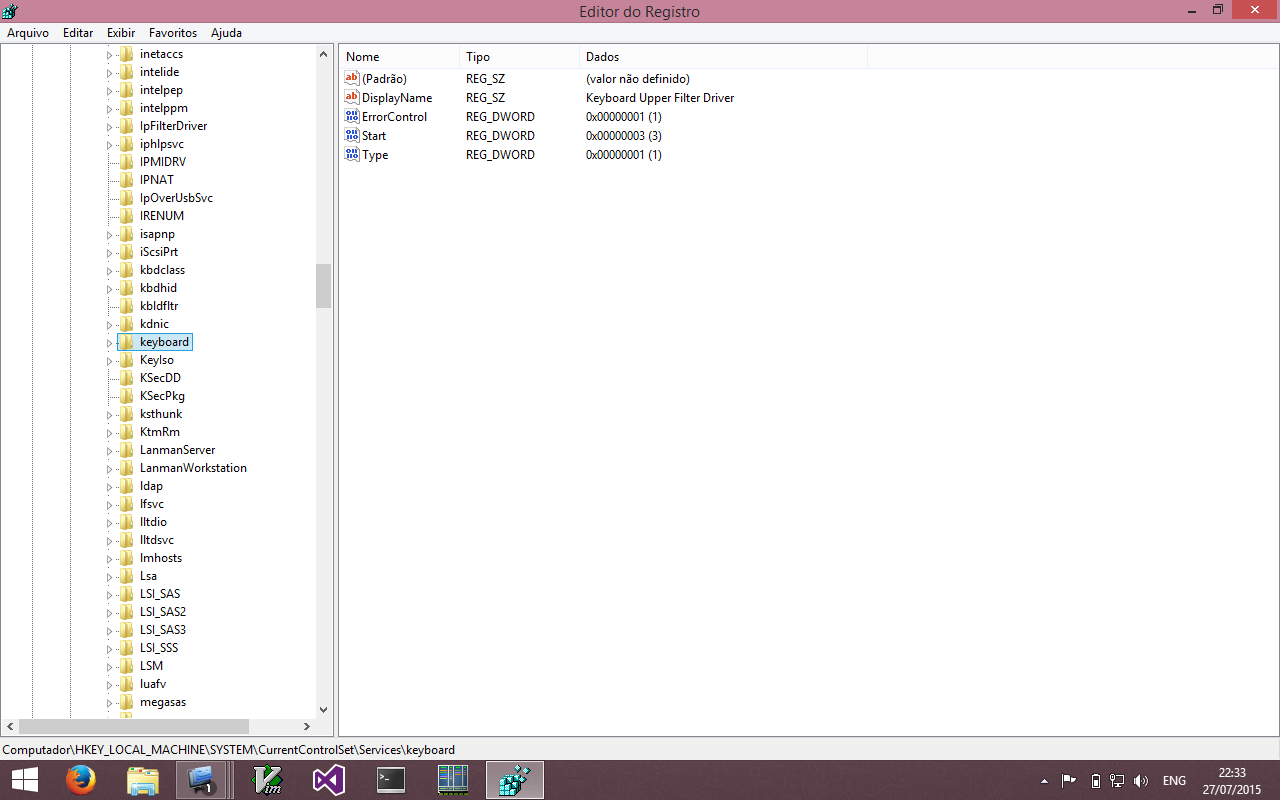 Editor do Registro
Arquivo Editar Exibir Favoritos Ajuda
inetaccs
intelide
intelpep
intelppm
IpFilterDriver
iphlpsvc
IPMIDRV
IPNAT
IpOverUsbSvc
IRENUM
isapnp
iScsiPrt
kbdclass
kbdhid
kbldfltr
kdnic
keyboard
KeyIso
KSecDD
KSecPkg
ksthunk
KtmRm
LanmanServer
LanmanWorkstation
ldap
lfsvc
lltdio
lltdsvc
lmhosts
Lsa
LSI_SAS
LSI_SAS2
LSI_SAS3
LSI_SSS
LSM
luafv
megasas
Nome Tipo Dados
ab (Padrão) REG_SZ (valor não definido)
ab DisplayName REG_SZ Keyboard Upper Filter Driver
ErrorControl REG_DWORD 0x00000001 (1)
Start REG_DWORD 0x00000003 (3)
Type REG_DWORD 0x00000001 (1)
Computador\HKEY_LOCAL_MACHINE\SYSTEM\CurrentControlSet\Services\keyboard
1
Vim
ENG
22:33
27/07/2015